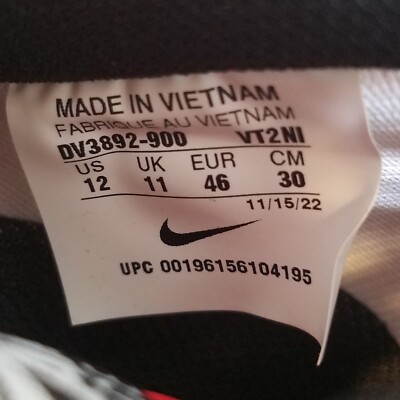 MADE IN VIETNAM
FABRIQUE AU VIETNAM
DV3892-900 VT2NI
US UK EUR CM
12 11 46 30
11/15/22
UPC 00196156104195